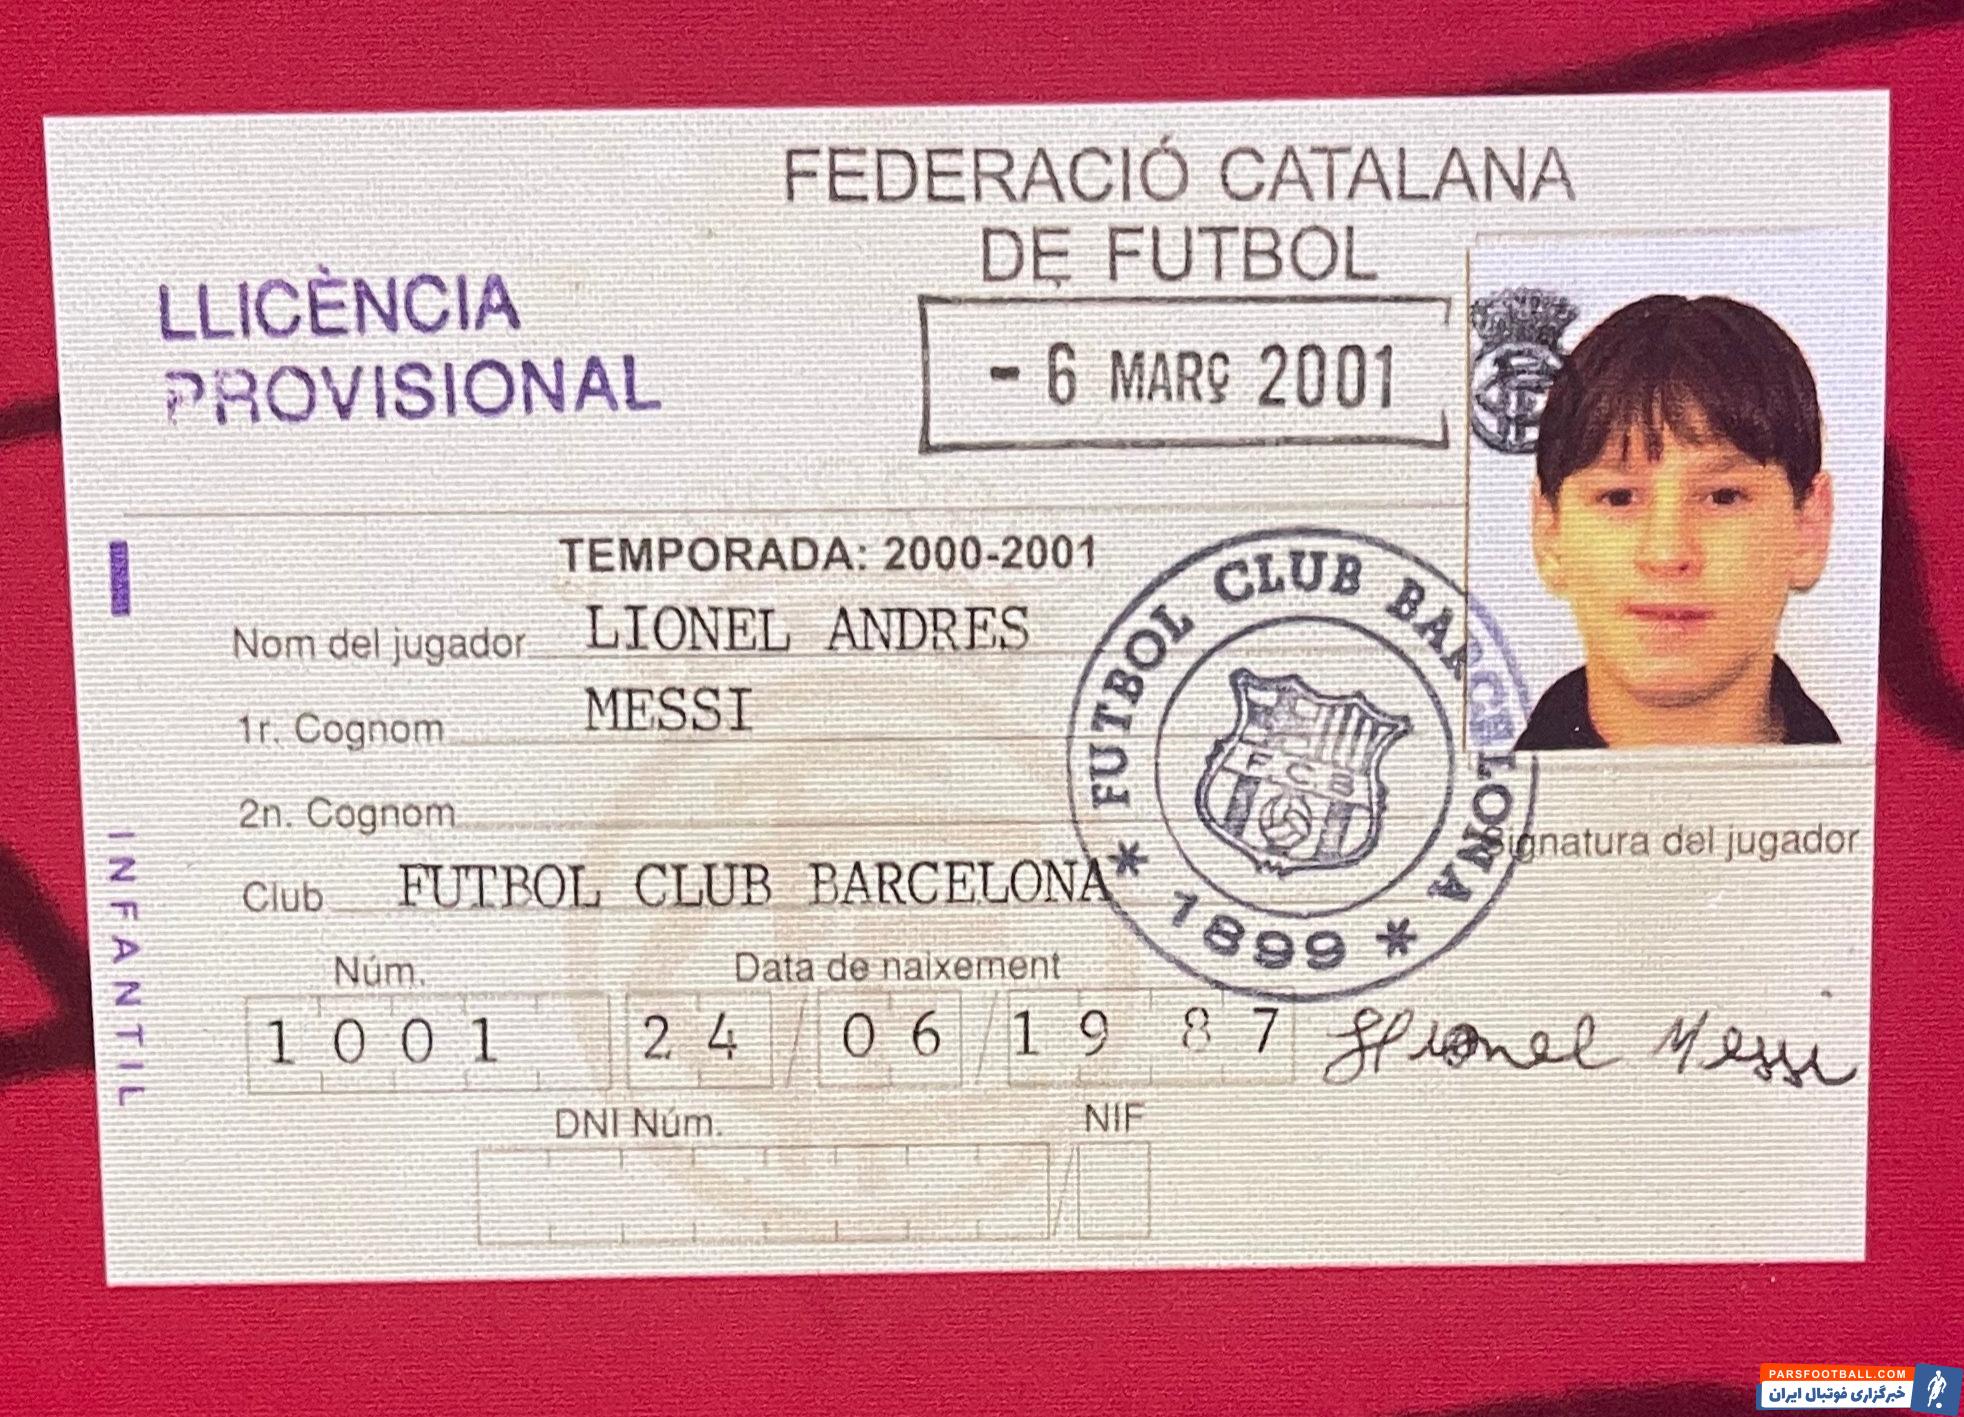 FEDERACIÓ CATALANA
DE FUTBOL
LLICÈNCIA
PROVISIONAL
- 6 MARÇ 2001
TEMPORADA: 2000-2001
Nom del jugador LIONEL ANDRES
1r. Cognom MESSI
2n. Cognom
Club FUTBOL CLUB BARCELONA
Núm. Data de naixement
1001 24/06/1987
DNI Núm. NIF
INFANTIL
FUTBOL CLUB BARCELONA
* 1899 *
FCB
Signatura del jugador
Lionel Messi
PARSFOOTBALL.COM
خبرگزاری فوتبال ایران